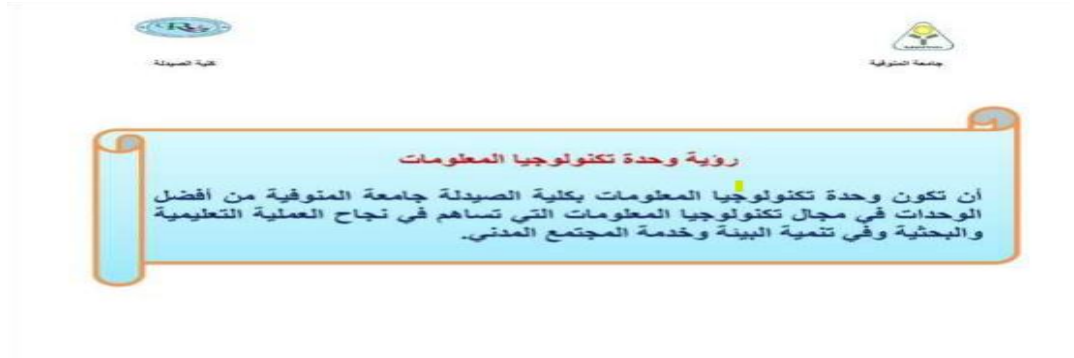 جامعة المنوفية
كلية الصيدلة
رؤية وحدة تكنولوجيا المعلومات
أن تكون وحدة تكنولوجيا المعلومات بكلية الصيدلة جامعة المنوفية من أفضل
الوحدات في مجال تكنولوجيا المعلومات التي تساهم في نجاح العملية التعليمية
والبحثية وفي تنمية البيئة وخدمة المجتمع المدني.